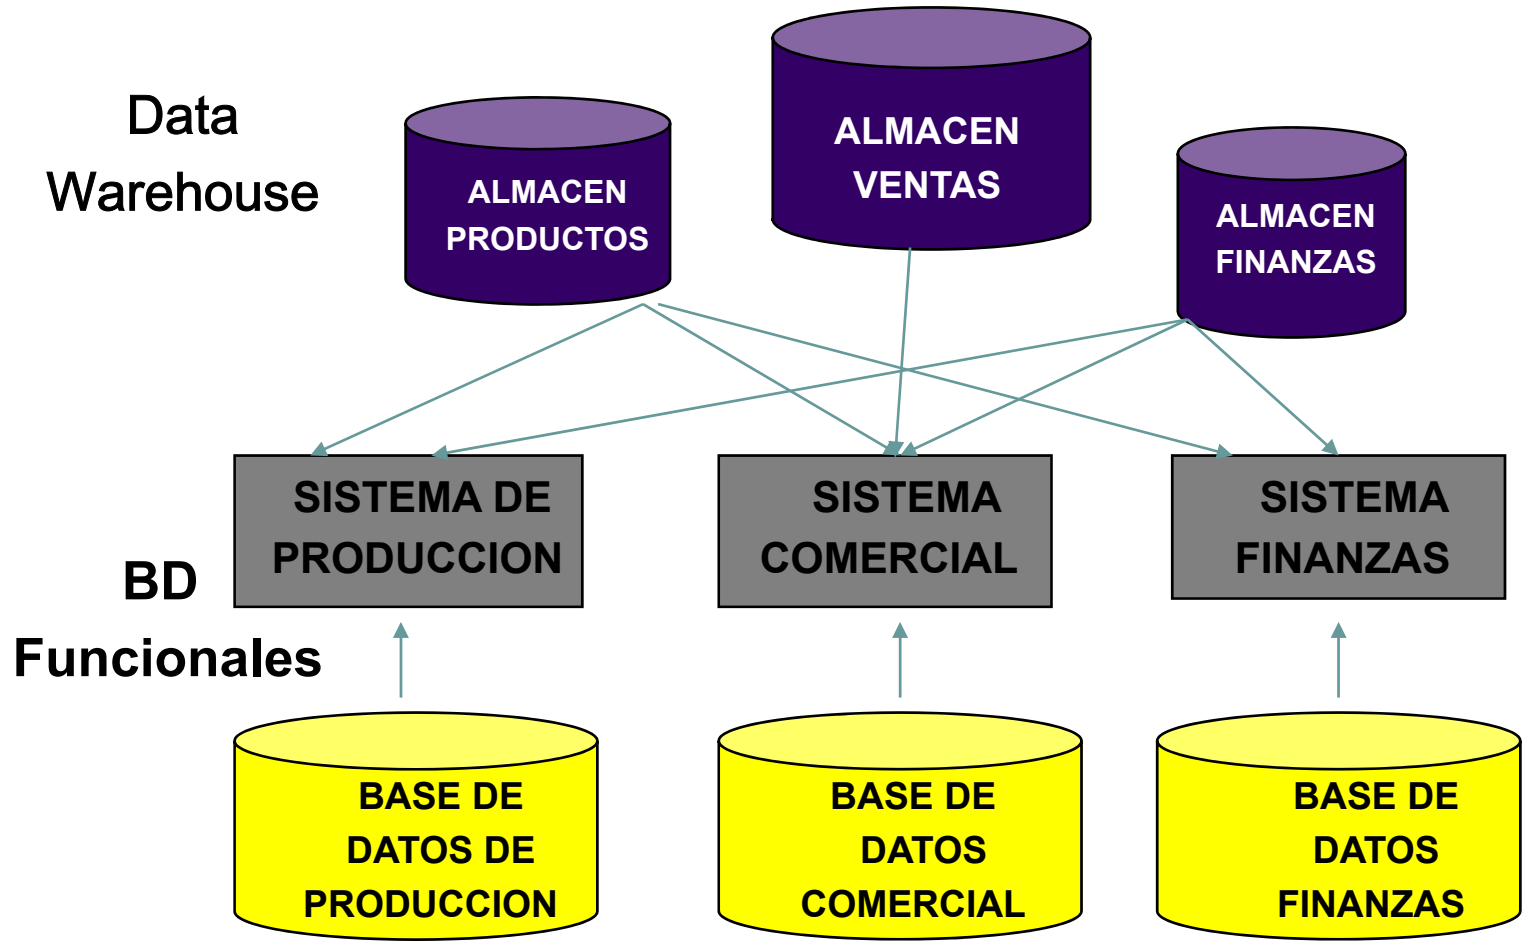 Data
Warehouse
ALMACEN
PRODUCTOS
ALMACEN
VENTAS
ALMACEN
FINANZAS
BD
Funcionales
SISTEMA DE
PRODUCCION
SISTEMA
COMERCIAL
SISTEMA
FINANZAS
BASE DE
DATOS DE
PRODUCCION
BASE DE
DATOS
COMERCIAL
BASE DE
DATOS
FINANZAS